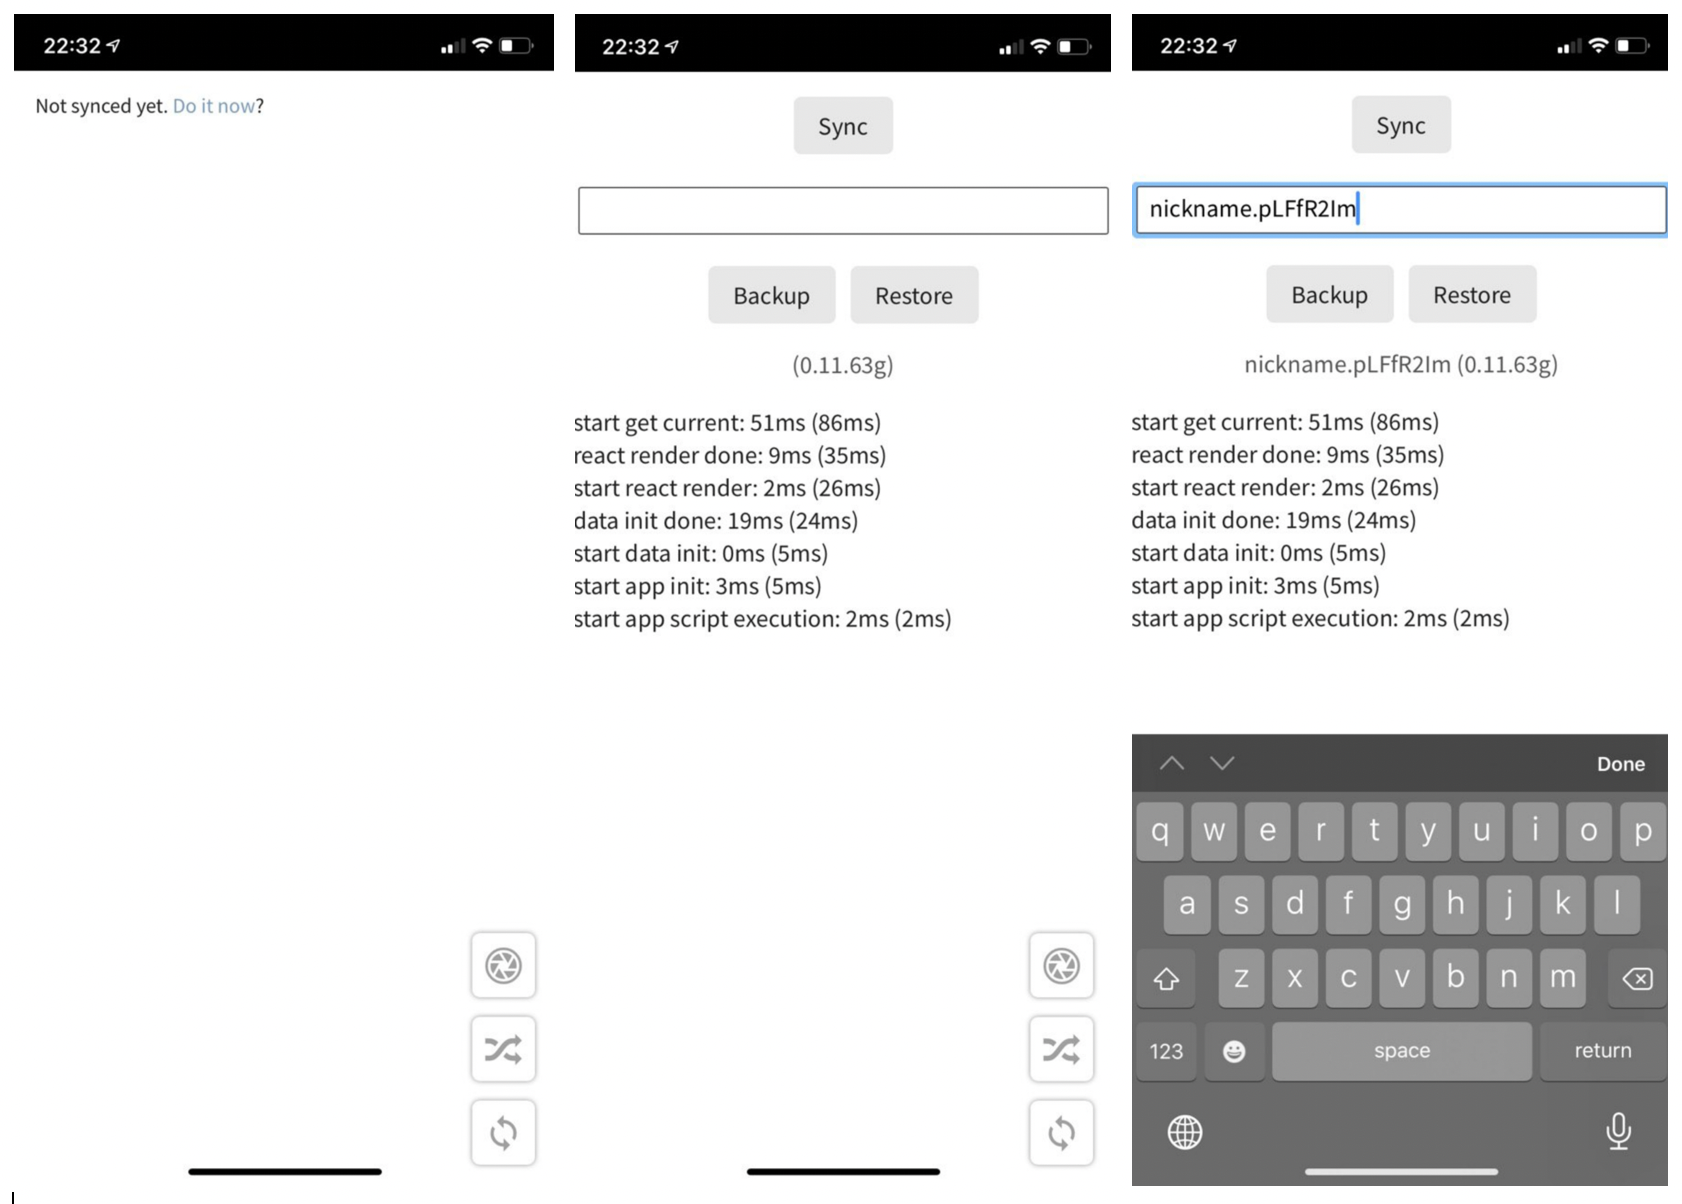 22:32
Not synced yet. Do it now?
22:32
Sync
Backup
Restore
(0.11.63g)
start get current: 51ms (86ms)
react render done: 9ms (35ms)
start react render: 2ms (26ms)
data init done: 19ms (24ms)
start data init: 0ms (5ms)
start app init: 3ms (5ms)
start app script execution: 2ms (2ms)
22:32
Sync
nickname.pLFfR2Im
Backup
Restore
nickname.pLFfR2Im (0.11.63g)
start get current: 51ms (86ms)
react render done: 9ms (35ms)
start react render: 2ms (26ms)
data init done: 19ms (24ms)
start data init: 0ms (5ms)
start app init: 3ms (5ms)
start app script execution: 2ms (2ms)
Done
q w e r t y u i o p
a s d f g h j k l
z x c v b n m
123 space return